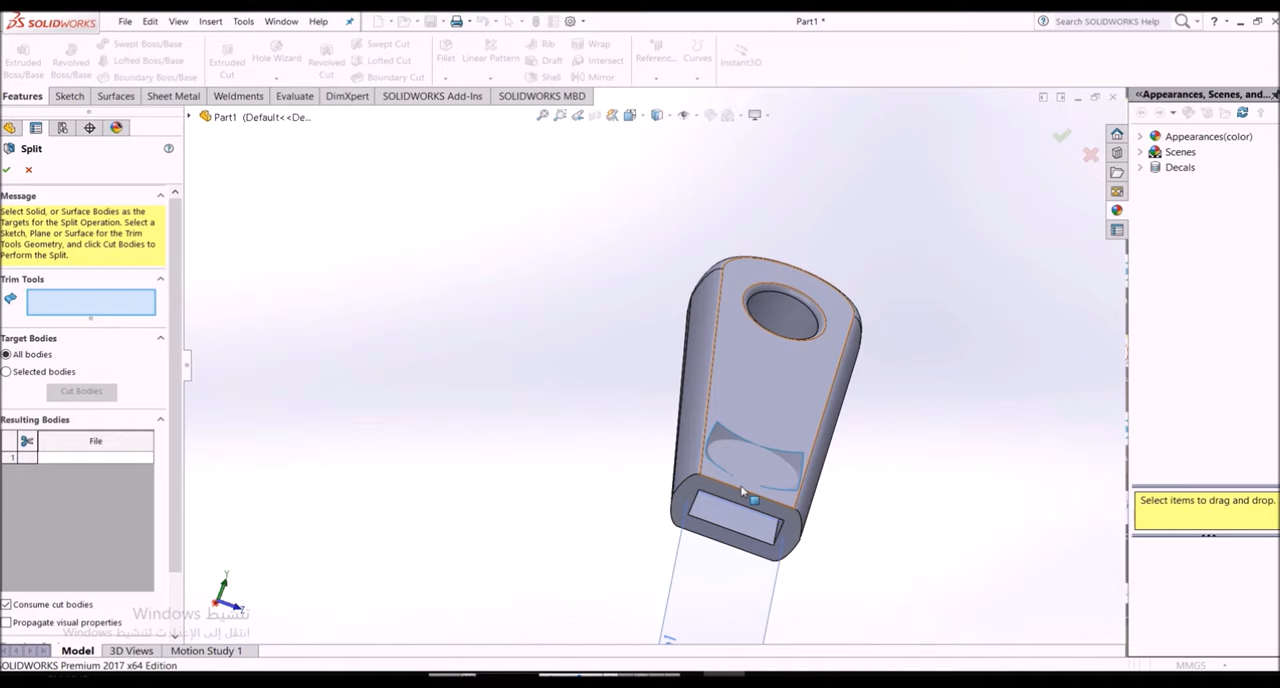 SOLIDWORKS File Edit View Insert Tools Window Help Part1 * Search SOLIDWORKS Help
Extruded Boss/Base Revolved Boss/Base Swept Boss/Base Lofted Boss/Base Boundary Boss/Base Extruded Cut Hole Wizard Revolved Cut Swept Cut Lofted Cut Boundary Cut Fillet Linear Pattern Rib Draft Shell Wrap Intersect Mirror Referenc... Curves Instant3D
Features Sketch Surfaces Sheet Metal Weldments Evaluate DimXpert SOLIDWORKS Add-Ins SOLIDWORKS MBD
«Appearances, Scenes, and...
Part1 (Default<<De...
Split
Message
Select Solid, or Surface Bodies as the
Targets for the Split Operation. Select a
Sketch, Plane or Surface for the Trim
Tools Geometry, and click Cut Bodies to
Perform the Split.
Trim Tools
Target Bodies
All bodies
Selected bodies
Cut Bodies
Resulting Bodies
File
1
Consume cut bodies
Propagate visual properties
Appearances(color)
Scenes
Decals
Select items to drag and drop.
Y
Z
تنشيط Windows
انتقل إلى الإعدادات لتنشيط Windows
Model 3D Views Motion Study 1
SOLIDWORKS Premium 2017 x64 Edition MMGS